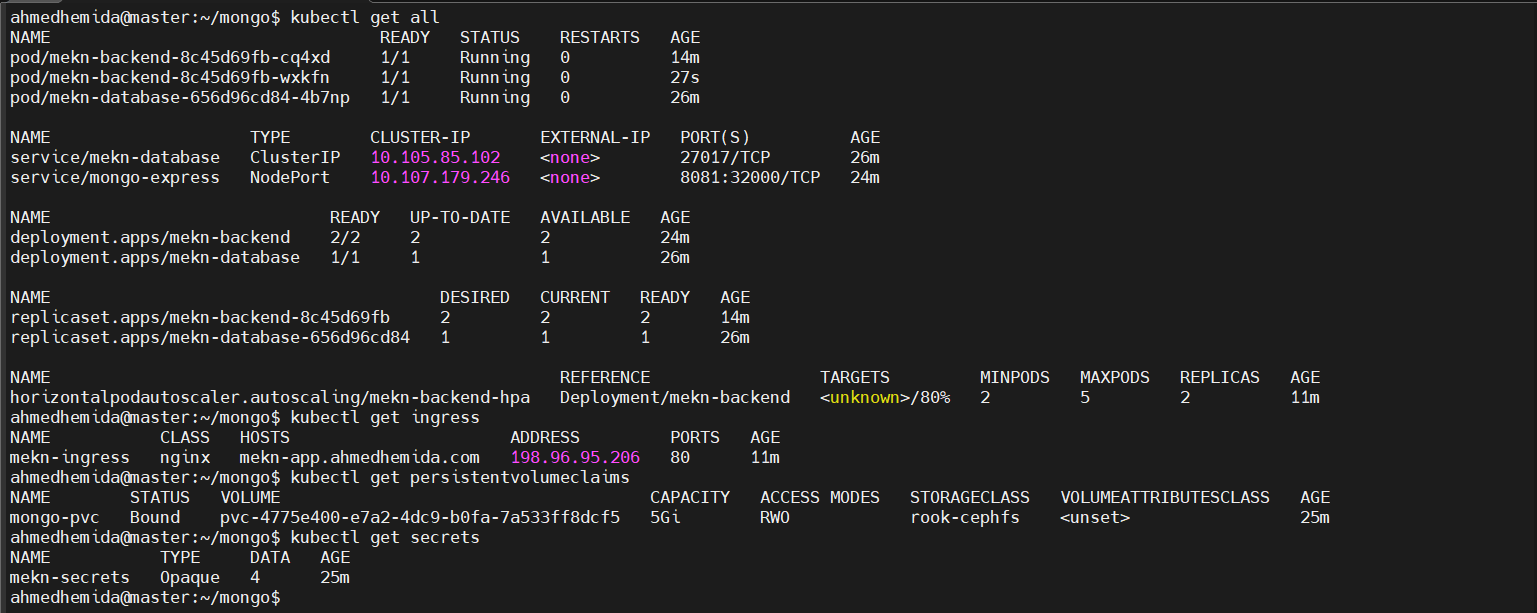 ahmedhemida@master:~/mongo$ kubectl get all
NAME READY STATUS RESTARTS AGE
pod/mekn-backend-8c45d69fb-cq4xd 1/1 Running 0 14m
pod/mekn-backend-8c45d69fb-wxkfn 1/1 Running 0 27s
pod/mekn-database-656d96cd84-4b7np 1/1 Running 0 26m
NAME TYPE CLUSTER-IP EXTERNAL-IP PORT(S) AGE
service/mekn-database ClusterIP 10.105.85.102 <none> 27017/TCP 26m
service/mongo-express NodePort 10.107.179.246 <none> 8081:32000/TCP 24m
NAME READY UP-TO-DATE AVAILABLE AGE
deployment.apps/mekn-backend 2/2 2 2 24m
deployment.apps/mekn-database 1/1 1 1 26m
NAME DESIRED CURRENT READY AGE
replicaset.apps/mekn-backend-8c45d69fb 2 2 2 14m
replicaset.apps/mekn-database-656d96cd84 1 1 1 26m
NAME REFERENCE TARGETS MINPODS MAXPODS REPLICAS AGE
horizontalpodautoscaler.autoscaling/mekn-backend-hpa Deployment/mekn-backend <unknown>/80% 2 5 2 11m
ahmedhemida@master:~/mongo$ kubectl get ingress
NAME CLASS HOSTS ADDRESS PORTS AGE
mekn-ingress nginx mekn-app.ahmedhemida.com 198.96.95.206 80 11m
ahmedhemida@master:~/mongo$ kubectl get persistentvolumeclaims
NAME STATUS VOLUME CAPACITY ACCESS MODES STORAGECLASS VOLUMEATTRIBUTESCLASS AGE
mongo-pvc Bound pvc-4775e400-e7a2-4dc9-b0fa-7a533ff8dcf5 5Gi RWO rook-cephfs <unset> 25m
ahmedhemida@master:~/mongo$ kubectl get secrets
NAME TYPE DATA AGE
mekn-secrets Opaque 4 25m
ahmedhemida@master:~/mongo$